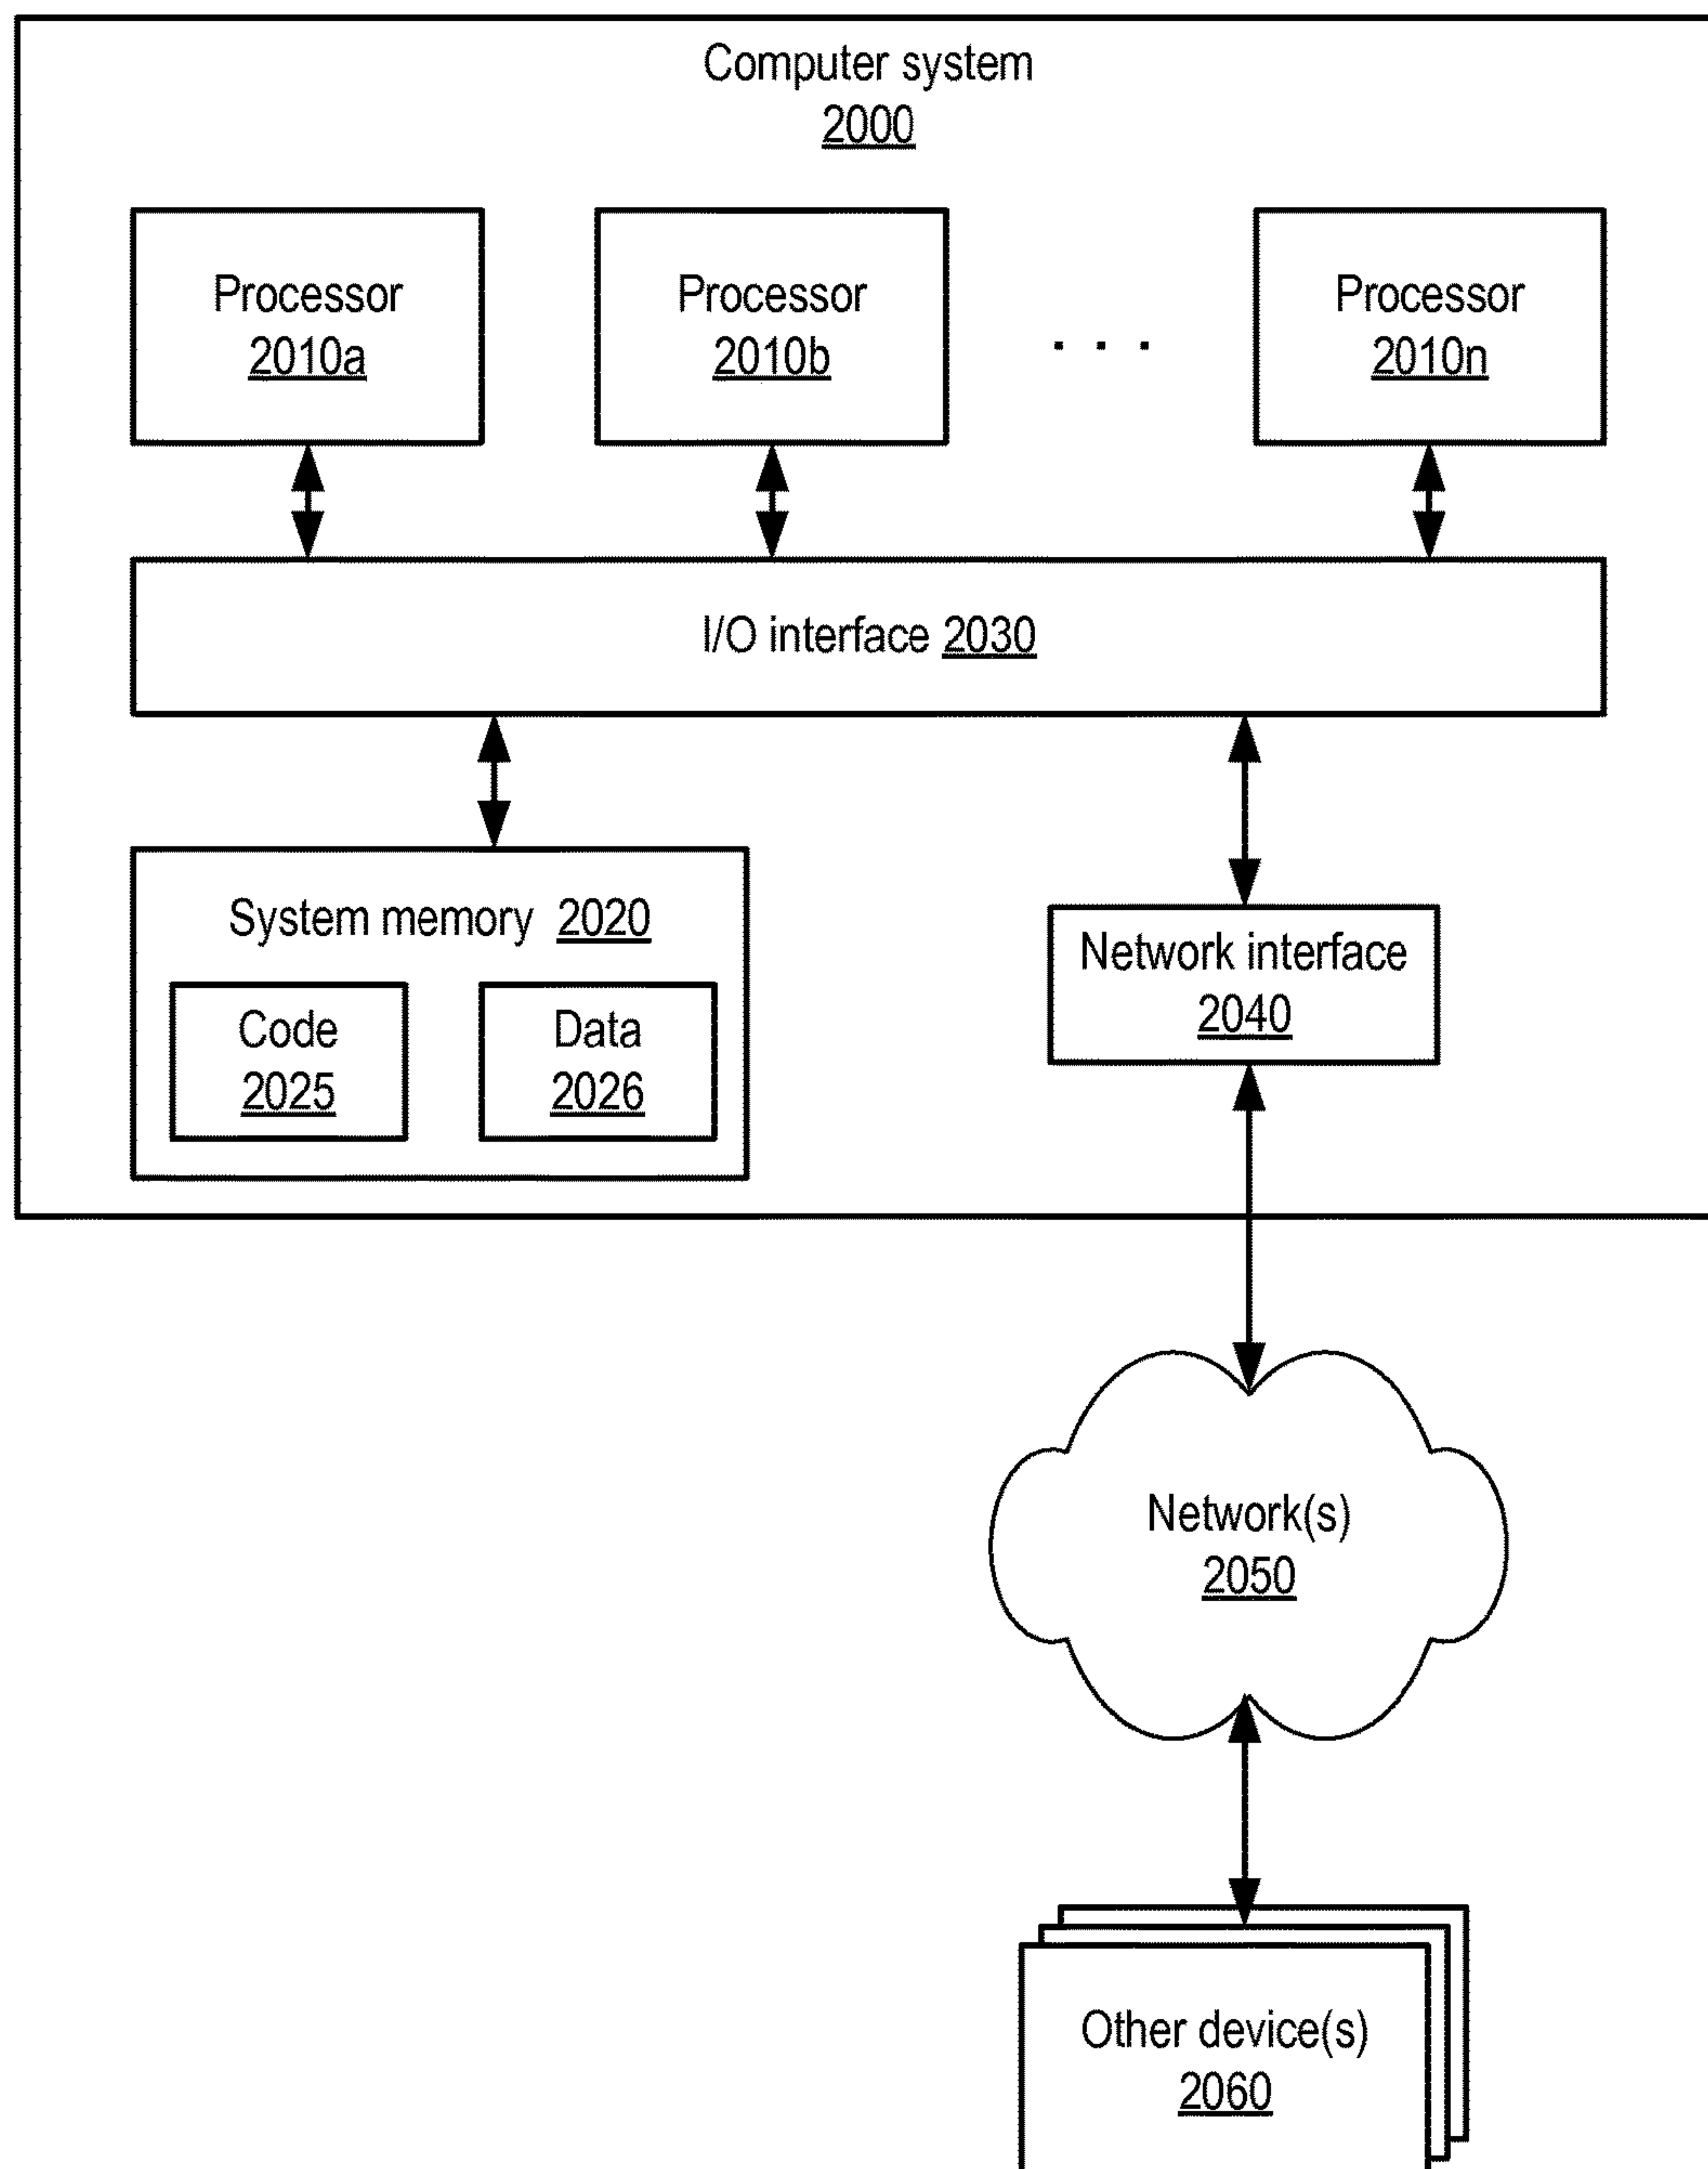 Computer system
2000
Processor
2010a
Processor
2010b
. . .
Processor
2010n
I/O interface 2030
System memory 2020
Code
2025
Data
2026
Network interface
2040
Network(s)
2050
Other device(s)
2060